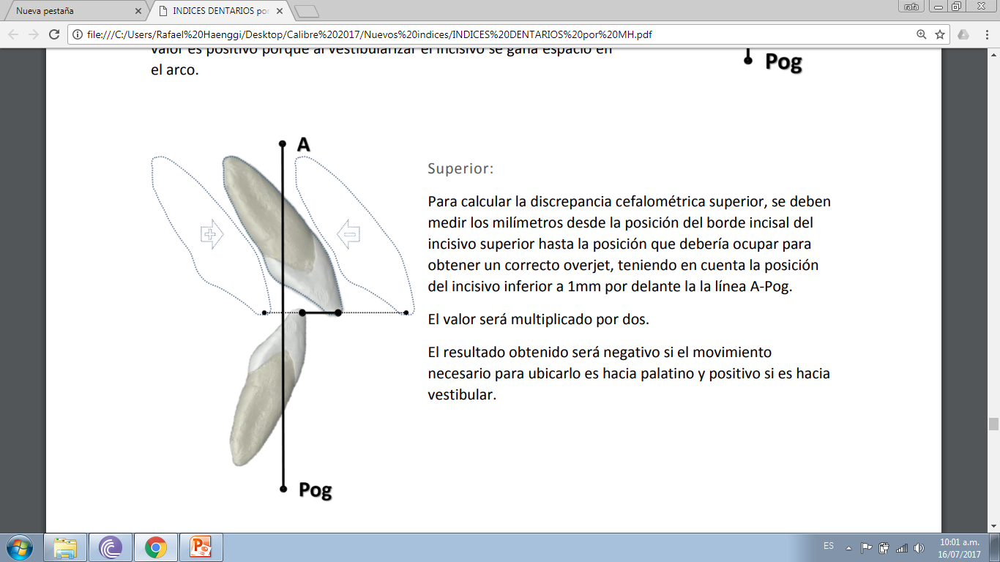 Nueva pestaña
INDICES DENTARIOS por
rafa
file:///C:/Users/Rafael%20Haenggi/Desktop/Calibre%202017/Nuevos%20indices/INDICES%20DENTARIOS%20por%20MH.pdf
valor es positivo porque al vestibularizar el incisivo se gana espacio en
el arco.
Pog
A
Superior:
Para calcular la discrepancia cefalométrica superior, se deben
medir los milímetros desde la posición del borde incisal del
incisivo superior hasta la posición que debería ocupar para
obtener un correcto overjet, teniendo en cuenta la posición
del incisivo inferior a 1mm por delante la la línea A-Pog.
El valor será multiplicado por dos.
El resultado obtenido será negativo si el movimiento
necesario para ubicarlo es hacia palatino y positivo si es hacia
vestibular.
Pog
ES
10:01 a.m.
16/07/2017